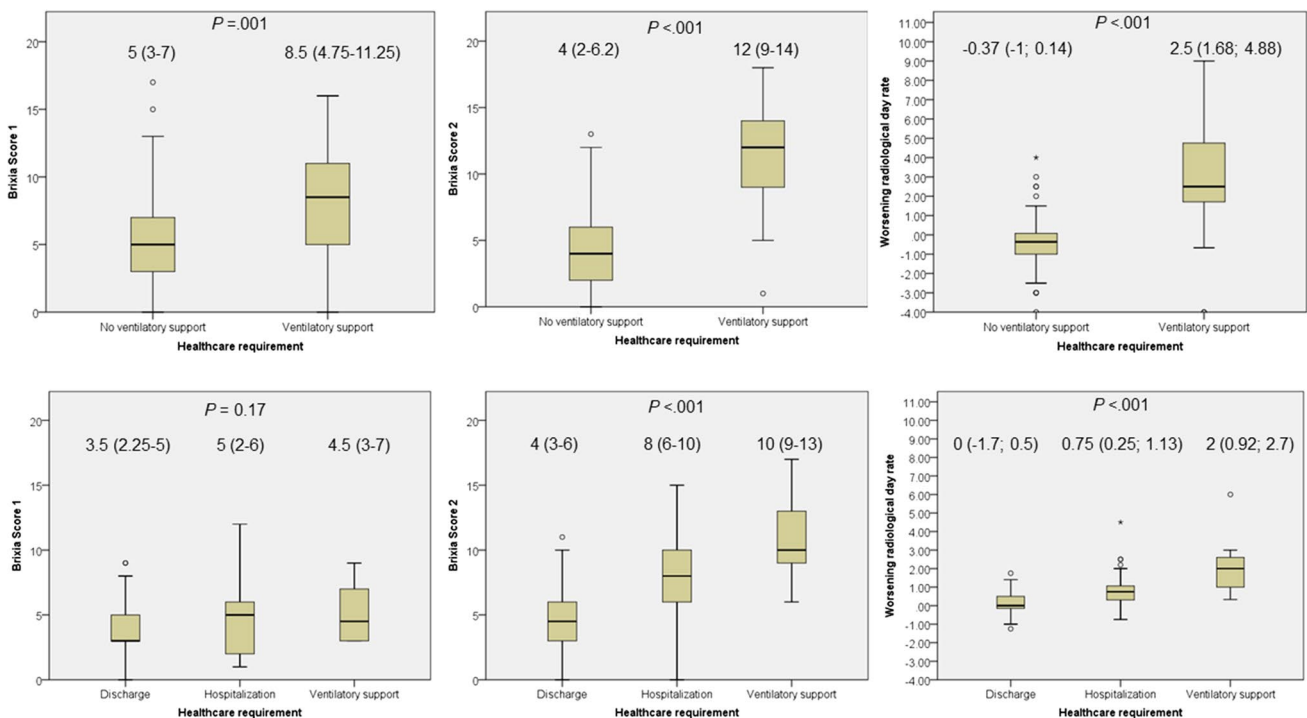 P =.001
5 (3-7)
8.5 (4.75-11.25)
Brixia Score 1
20
15
10
5
0
No ventilatory support
Ventilatory support
Healthcare requirement
P <.001
4 (2-6.2)
12 (9-14)
Brixia Score 2
20
15
10
5
0
No ventilatory support
Ventilatory support
Healthcare requirement
P <.001
-0.37 (-1; 0.14)
2.5 (1.68; 4.88)
Worsening radiological day rate
11.00
10.00
9.00
8.00
7.00
6.00
5.00
4.00
3.00
2.00
1.00
.00
-1.00
-2.00
-3.00
-4.00
No ventilatory support
Ventilatory support
Healthcare requirement
P = 0.17
3.5 (2.25-5)
5 (2-6)
4.5 (3-7)
Brixia Score 1
20
15
10
5
0
Discharge
Hospitalization
Ventilatory support
Healthcare requirement
P <.001
4 (3-6)
8 (6-10)
10 (9-13)
Brixia Score 2
20
15
10
5
0
Discharge
Hospitalization
Ventilatory support
Healthcare requirement
P <.001
0 (-1.7; 0.5)
0.75 (0.25; 1.13)
2 (0.92; 2.7)
Worsening radiological day rate
11.00
10.00
9.00
8.00
7.00
6.00
5.00
4.00
3.00
2.00
1.00
.00
-1.00
-2.00
-3.00
-4.00
Discharge
Hospitalization
Ventilatory support
Healthcare requirement